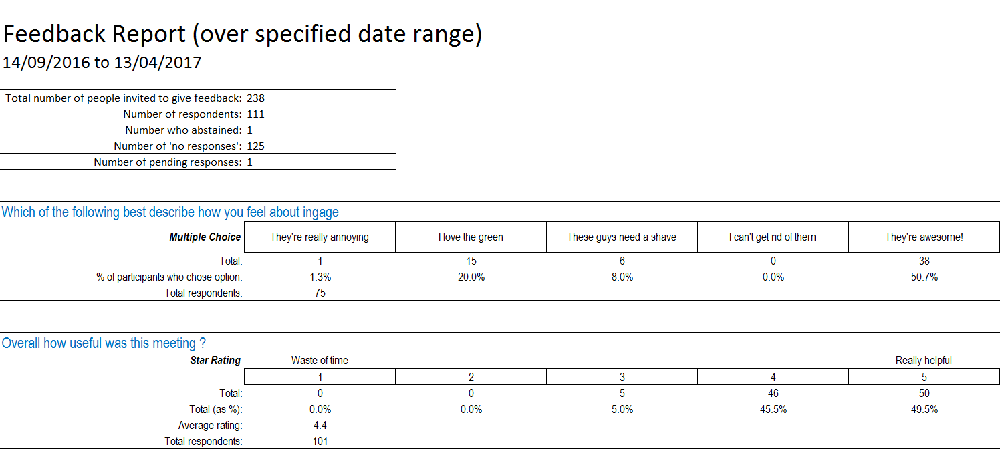 Feedback Report (over specified date range)
14/09/2016 to 13/04/2017
Total number of people invited to give feedback: 238
Number of respondents: 111
Number who abstained: 1
Number of 'no responses': 125
Number of pending responses: 1
Which of the following best describe how you feel about ingage
Multiple Choice They're really annoying I love the green These guys need a shave I can't get rid of them They're awesome!
Total: 1 15 6 0 38
% of participants who chose option: 1.3% 20.0% 8.0% 0.0% 50.7%
Total respondents: 75
Overall how useful was this meeting ?
Star Rating Waste of time Really helpful
1 2 3 4 5
Total: 0 0 5 46 50
Total (as %): 0.0% 0.0% 5.0% 45.5% 49.5%
Average rating: 4.4
Total respondents: 101